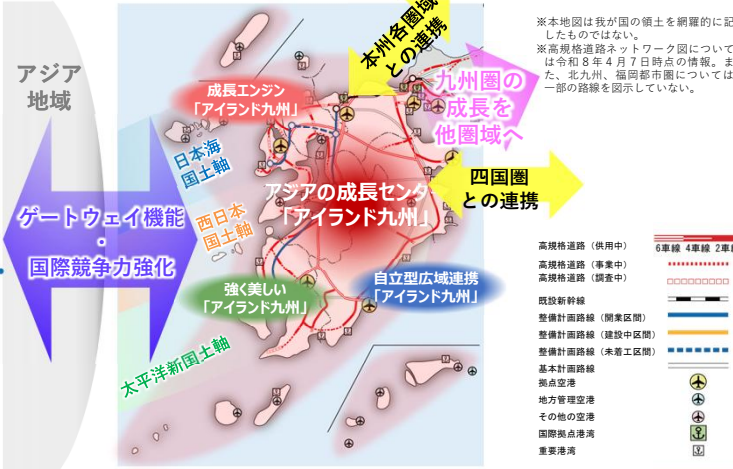 アジア
地域
本州各圏域
との連携
※本地図は我が国の領土を網羅的に記
したものではない。
※高規格道路ネットワーク図について
は令和８年４月７日時点の情報。ま
た、北九州、福岡都市圏については
一部の路線を図示していない。
九州圏の
成長を
他圏域へ
成長エンジン
「アイランド九州」
日本海
国土軸
アジアの成長センタ
「アイランド九州」
四国圏
との連携
ゲートウェイ機能
・
国際競争力強化
西日本
国土軸
強く美しい
「アイランド九州」
自立型広域連携
「アイランド九州」
太平洋新国土軸
高規格道路（供用中）
6車線 4車線 2車線
高規格道路（事業中）
高規格道路（調査中）
既設新幹線
整備計画路線（開業区間）
整備計画路線（建設中区間）
整備計画路線（未着工区間）
基本計画路線
拠点空港
地方管理空港
その他の空港
国際拠点港湾
重要港湾